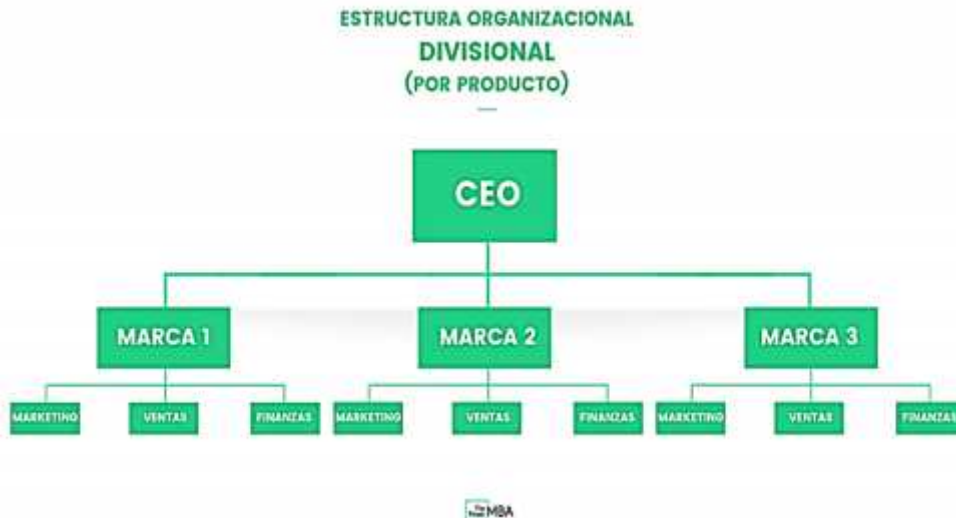 ESTRUCTURA ORGANIZACIONAL
DIVISIONAL
(POR PRODUCTO)
CEO
MARCA 1 MARCA 2 MARCA 3
MARKETING VENTAS FINANZAS MARKETING VENTAS FINANZAS MARKETING VENTAS FINANZAS
MBA